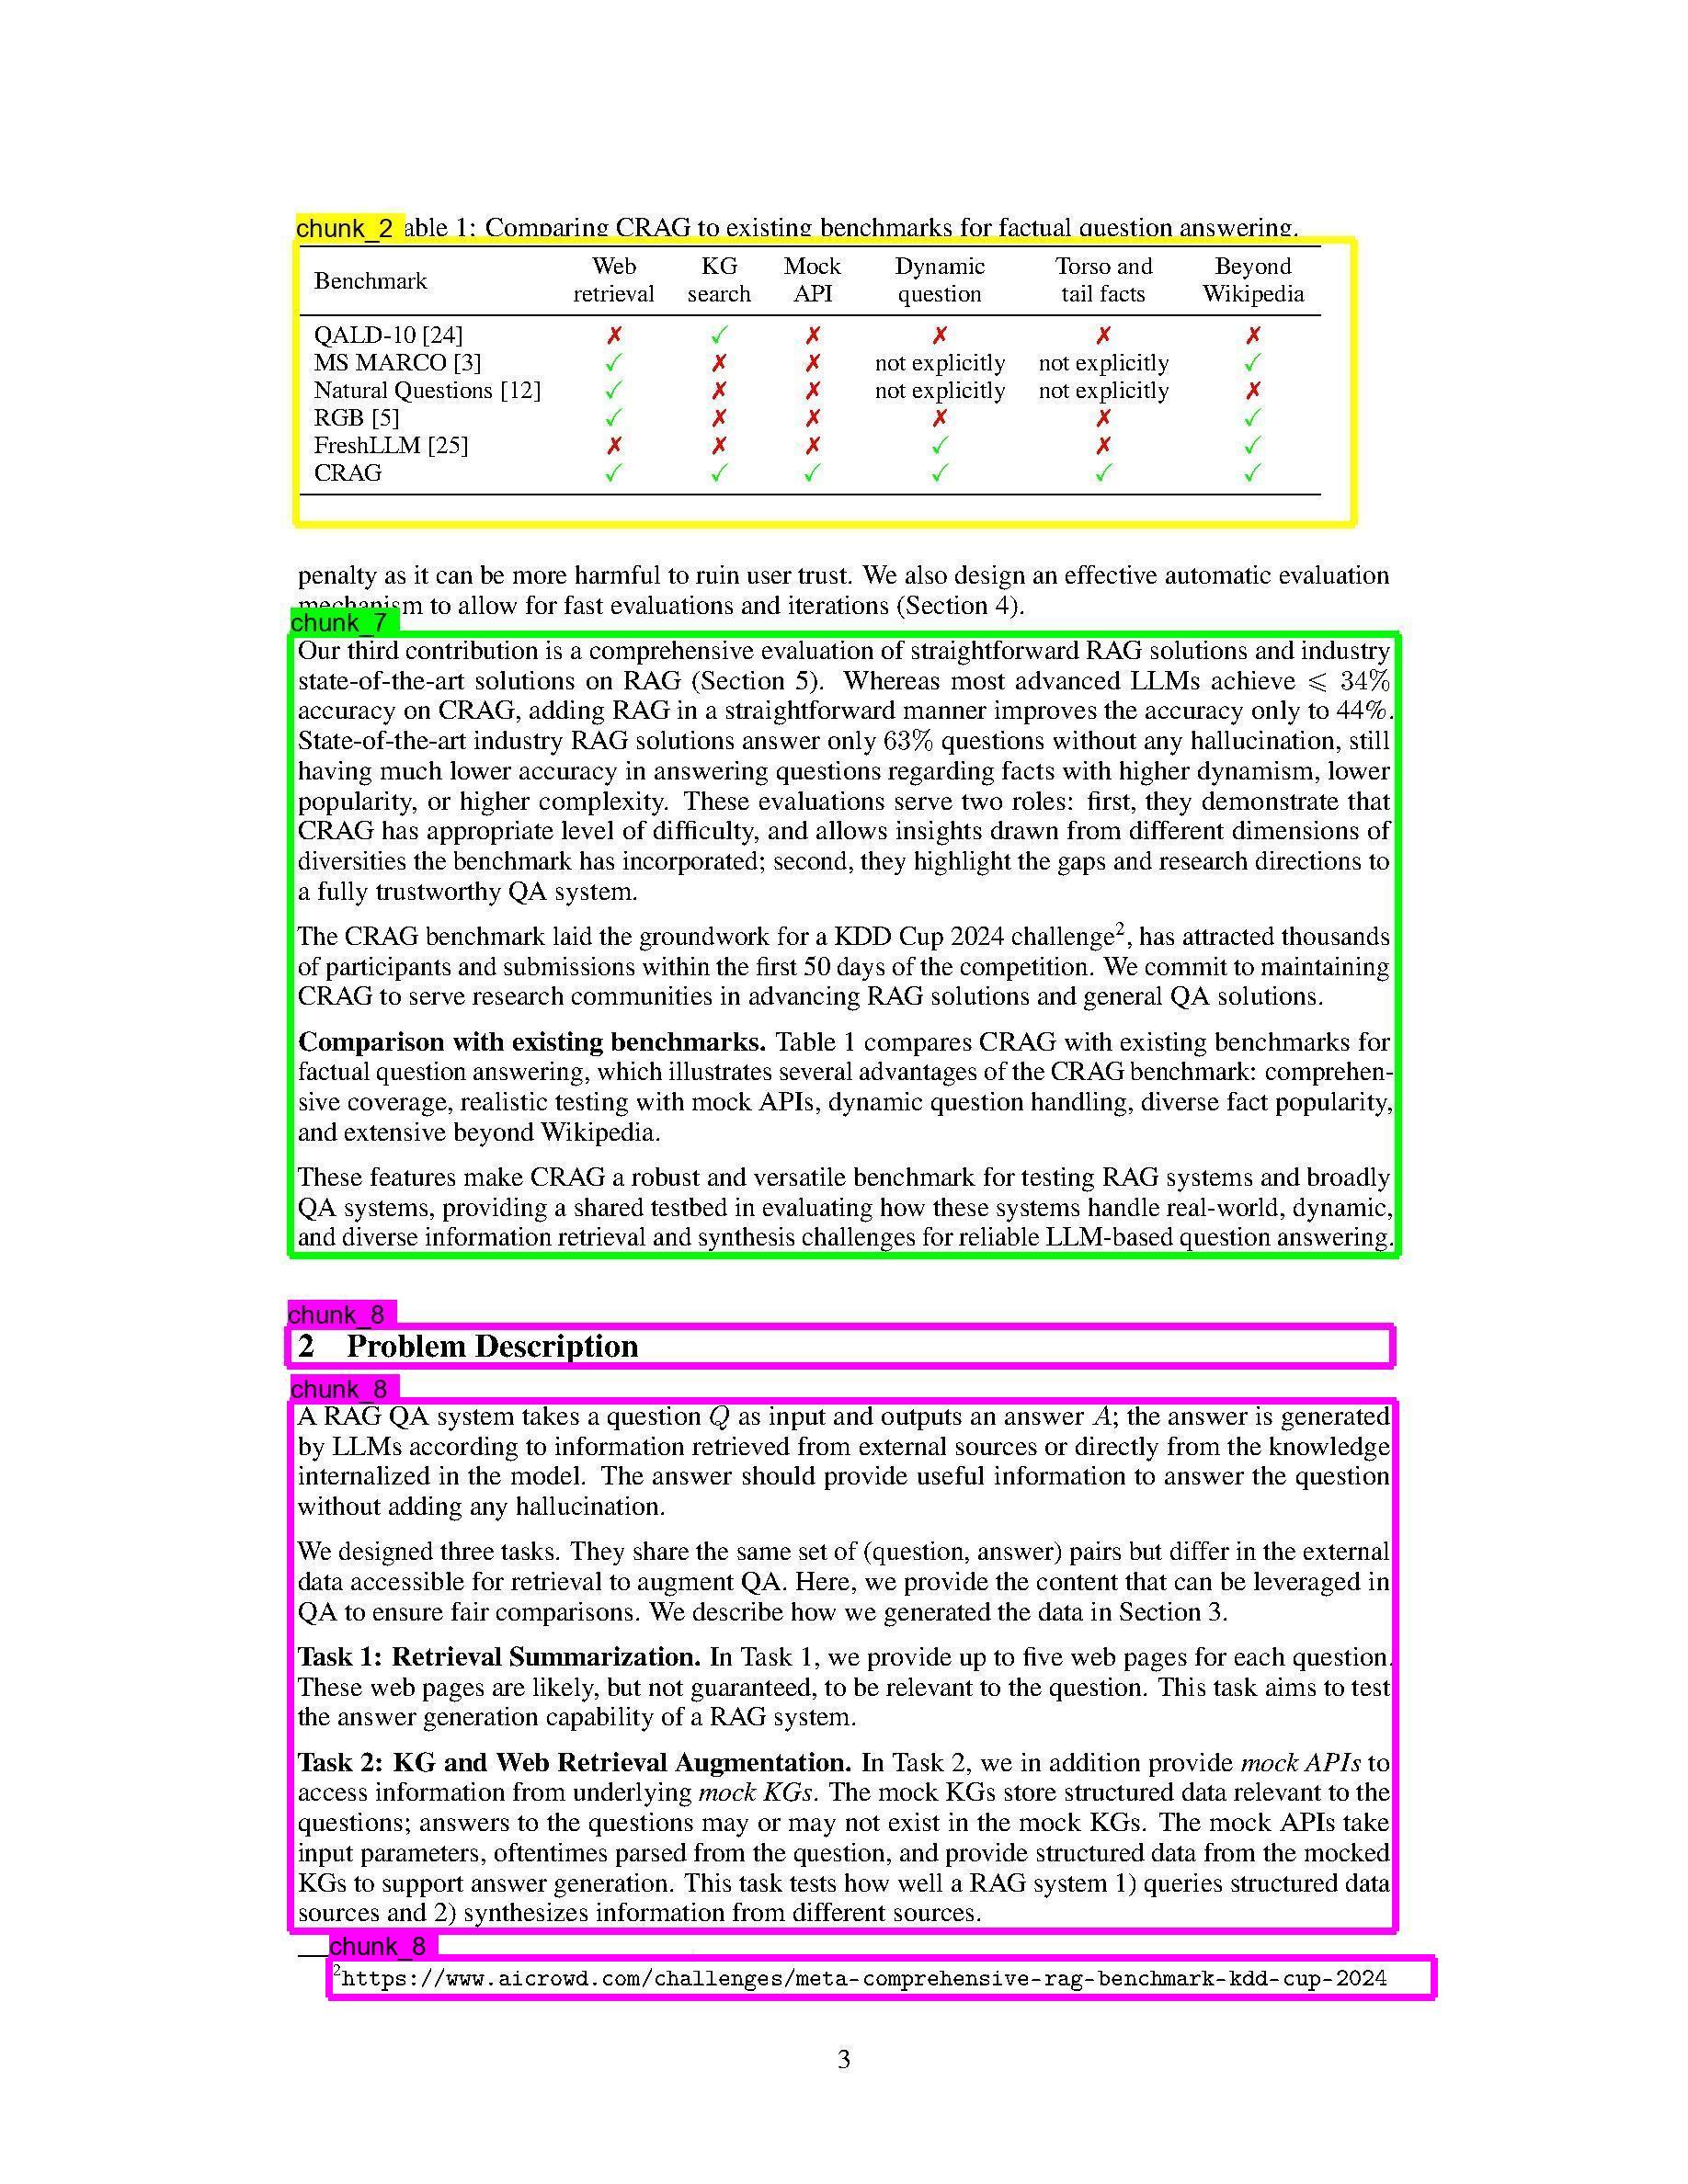 chunk_2 able 1: Comparing CRAG to existing benchmarks for factual question answering.
Benchmark Web retrieval KG search Mock API Dynamic question Torso and tail facts Beyond Wikipedia
QALD-10 [24] ✗ ✓ ✗ ✗ ✗ ✗
MS MARCO [3] ✓ ✗ ✗ not explicitly not explicitly ✓
Natural Questions [12] ✓ ✗ ✗ not explicitly not explicitly ✗
RGB [5] ✓ ✗ ✗ ✗ ✗ ✓
FreshLLM [25] ✗ ✗ ✗ ✓ ✗ ✓
CRAG ✓ ✓ ✓ ✓ ✓ ✓
penalty as it can be more harmful to ruin user trust. We also design an effective automatic evaluation
mechanism to allow for fast evaluations and iterations (Section 4).
chunk_7
Our third contribution is a comprehensive evaluation of straightforward RAG solutions and industry
state-of-the-art solutions on RAG (Section 5). Whereas most advanced LLMs achieve ⩽ 34%
accuracy on CRAG, adding RAG in a straightforward manner improves the accuracy only to 44%.
State-of-the-art industry RAG solutions answer only 63% questions without any hallucination, still
having much lower accuracy in answering questions regarding facts with higher dynamism, lower
popularity, or higher complexity. These evaluations serve two roles: first, they demonstrate that
CRAG has appropriate level of difficulty, and allows insights drawn from different dimensions of
diversities the benchmark has incorporated; second, they highlight the gaps and research directions to
a fully trustworthy QA system.
The CRAG benchmark laid the groundwork for a KDD Cup 2024 challenge², has attracted thousands
of participants and submissions within the first 50 days of the competition. We commit to maintaining
CRAG to serve research communities in advancing RAG solutions and general QA solutions.
Comparison with existing benchmarks. Table 1 compares CRAG with existing benchmarks for
factual question answering, which illustrates several advantages of the CRAG benchmark: comprehen-
sive coverage, realistic testing with mock APIs, dynamic question handling, diverse fact popularity,
and extensive beyond Wikipedia.
These features make CRAG a robust and versatile benchmark for testing RAG systems and broadly
QA systems, providing a shared testbed in evaluating how these systems handle real-world, dynamic,
and diverse information retrieval and synthesis challenges for reliable LLM-based question answering.
chunk_8
2 Problem Description
chunk_8
A RAG QA system takes a question Q as input and outputs an answer A; the answer is generated
by LLMs according to information retrieved from external sources or directly from the knowledge
internalized in the model. The answer should provide useful information to answer the question
without adding any hallucination.
We designed three tasks. They share the same set of (question, answer) pairs but differ in the external
data accessible for retrieval to augment QA. Here, we provide the content that can be leveraged in
QA to ensure fair comparisons. We describe how we generated the data in Section 3.
Task 1: Retrieval Summarization. In Task 1, we provide up to five web pages for each question.
These web pages are likely, but not guaranteed, to be relevant to the question. This task aims to test
the answer generation capability of a RAG system.
Task 2: KG and Web Retrieval Augmentation. In Task 2, we in addition provide mock APIs to
access information from underlying mock KGs. The mock KGs store structured data relevant to the
questions; answers to the questions may or may not exist in the mock KGs. The mock APIs take
input parameters, oftentimes parsed from the question, and provide structured data from the mocked
KGs to support answer generation. This task tests how well a RAG system 1) queries structured data
sources and 2) synthesizes information from different sources.
chunk_8
²https://www.aicrowd.com/challenges/meta-comprehensive-rag-benchmark-kdd-cup-2024
3